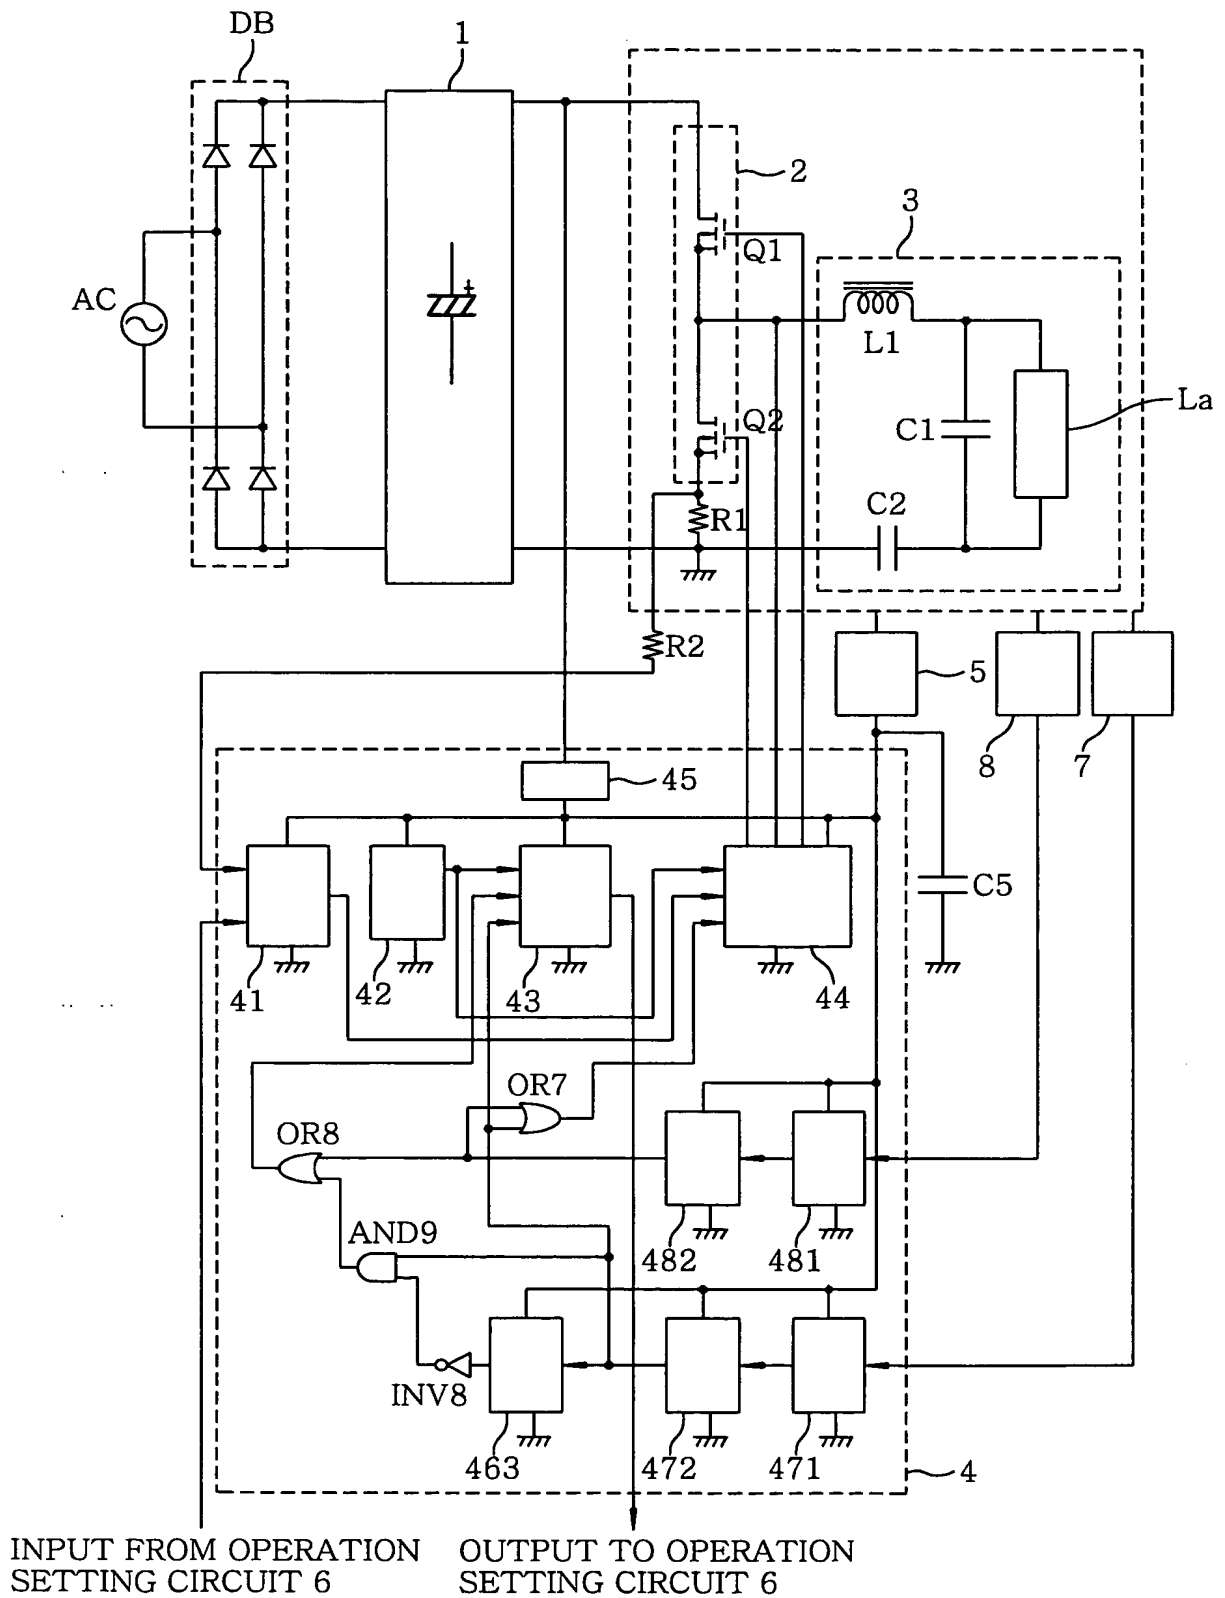 DB
1
2
3
AC
Q1
L1
La
Q2
C1
C2
R1
R2
5
8
7
45
C5
41
42
43
44
OR7
OR8
482
481
AND9
INV8
463
472
471
4
INPUT FROM OPERATION
SETTING CIRCUIT 6
OUTPUT TO OPERATION
SETTING CIRCUIT 6